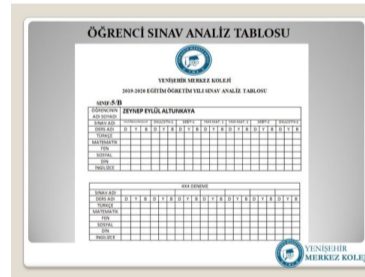 ÖĞRENCİ SINAV ANALİZ TABLOSU
YENİŞEHİR MERKEZ KOLEJİ
2019-2020 EĞİTİM ÖĞRETİM YILI SINAV ANALİZ TABLOSU
SINIF:5/B
ÖĞRENCİNİN ADI SOYADI ZEYNEP EYLÜL ALTUNKAYA
SINAV ADI
DERS ADI D Y B D Y B D Y B D Y B D Y B D Y B D Y B
TÜRKÇE
MATEMATİK
FEN
SOSYAL
DİN
İNGİLİZCE
4X4 DENEME
SINAV ADI
DERS ADI D Y B D Y B D Y B D Y B D Y B D Y B D Y B
TÜRKÇE
MATEMATİK
FEN
SOSYAL
DİN
İNGİLİZCE
YENİŞEHİR
MERKEZ KOLEJ